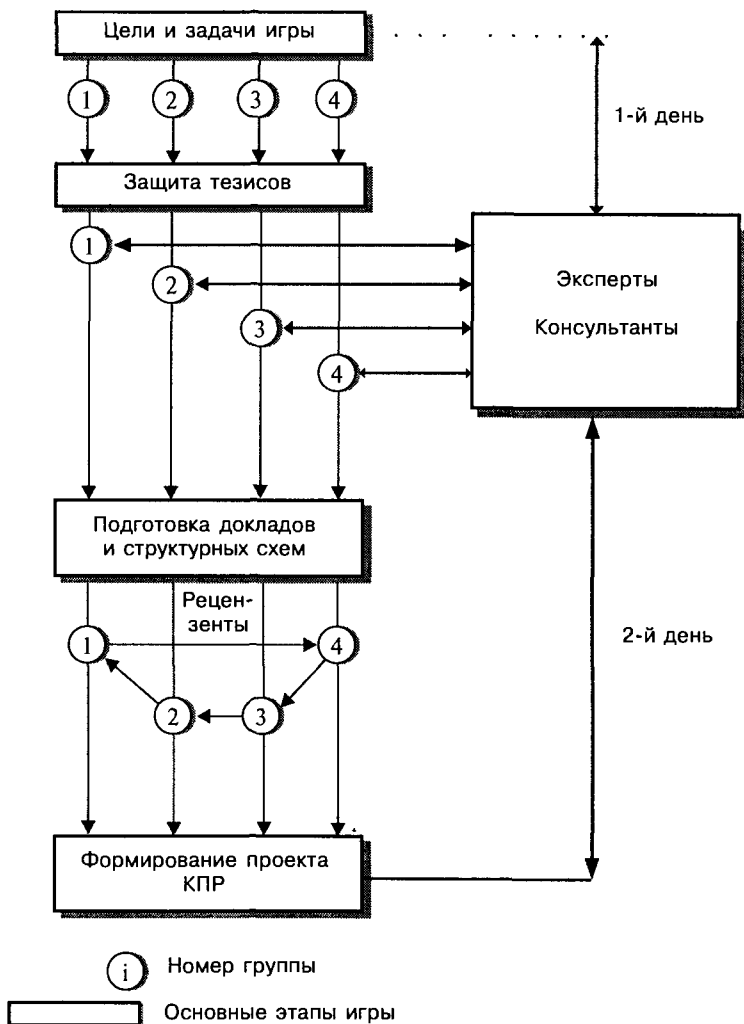 Цели и задачи игры
1 2 3 4
1-й день
Защита тезисов
1
2
3
4
Эксперты
Консультанты
Подготовка докладов
и структурных схем
Рецен-
зенты
1 4
2 3
2-й день
Формирование проекта
КПР
i Номер группы
Основные этапы игры